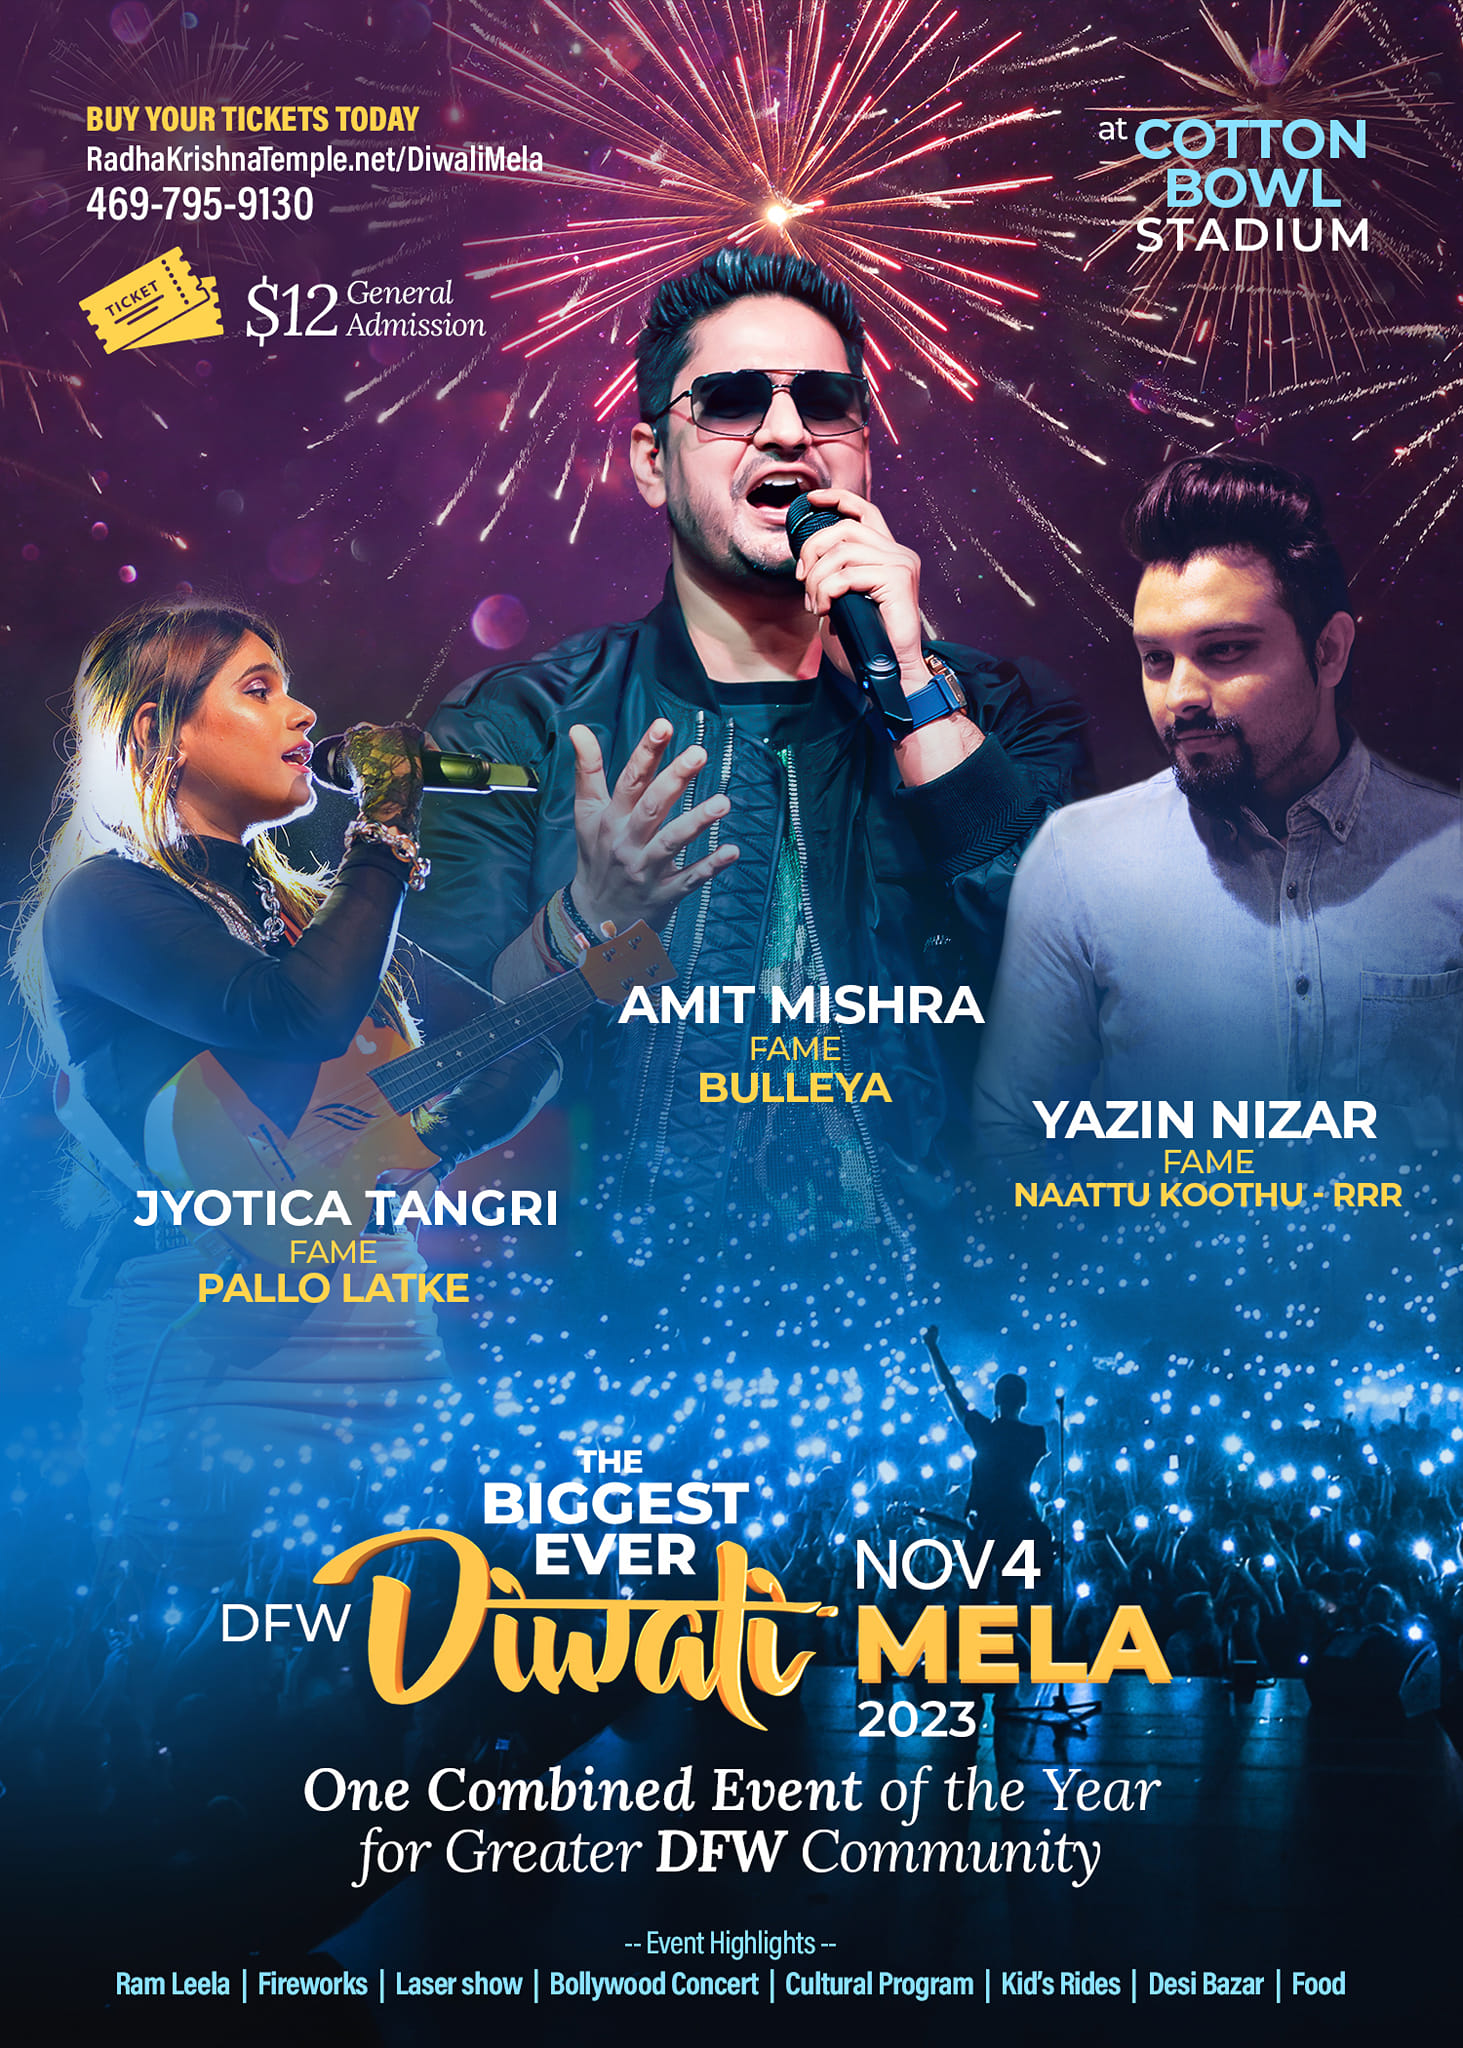 BUY YOUR TICKETS TODAY
RadhaKrishnaTemple.net/DiwaliMela
469-795-9130
TICKET
$12 General
Admission
at COTTON
BOWL
STADIUM
AMIT MISHRA
FAME
BULLEYA
YAZIN NIZAR
FAME
NAATTU KOOTHU - RRR
JYOTICA TANGRI
FAME
PALLO LATKE
THE
BIGGEST
EVER
DFW Diwali
NOV 4
MELA
2023
One Combined Event of the Year
for Greater DFW Community
-- Event Highlights --
Ram Leela | Fireworks | Laser show | Bollywood Concert | Cultural Program | Kid's Rides | Desi Bazar | Food